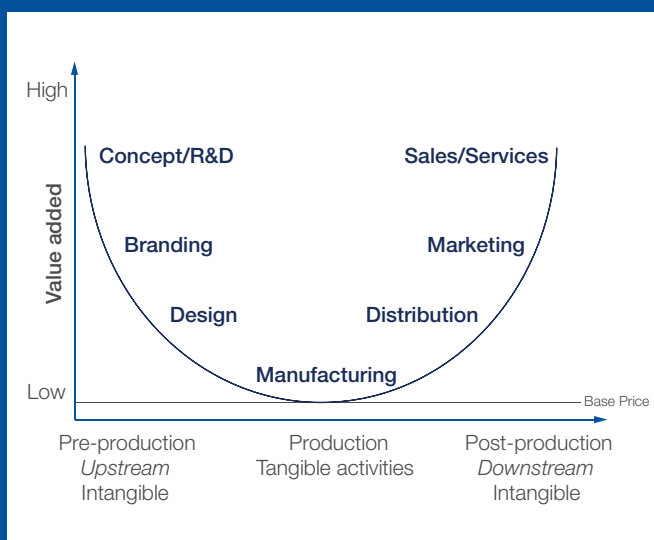 High
Concept/R&D
Sales/Services
Value added
Branding
Marketing
Design
Distribution
Manufacturing
Low
Base Price
Pre-production
Upstream
Intangible
Production
Tangible activities
Post-production
Downstream
Intangible